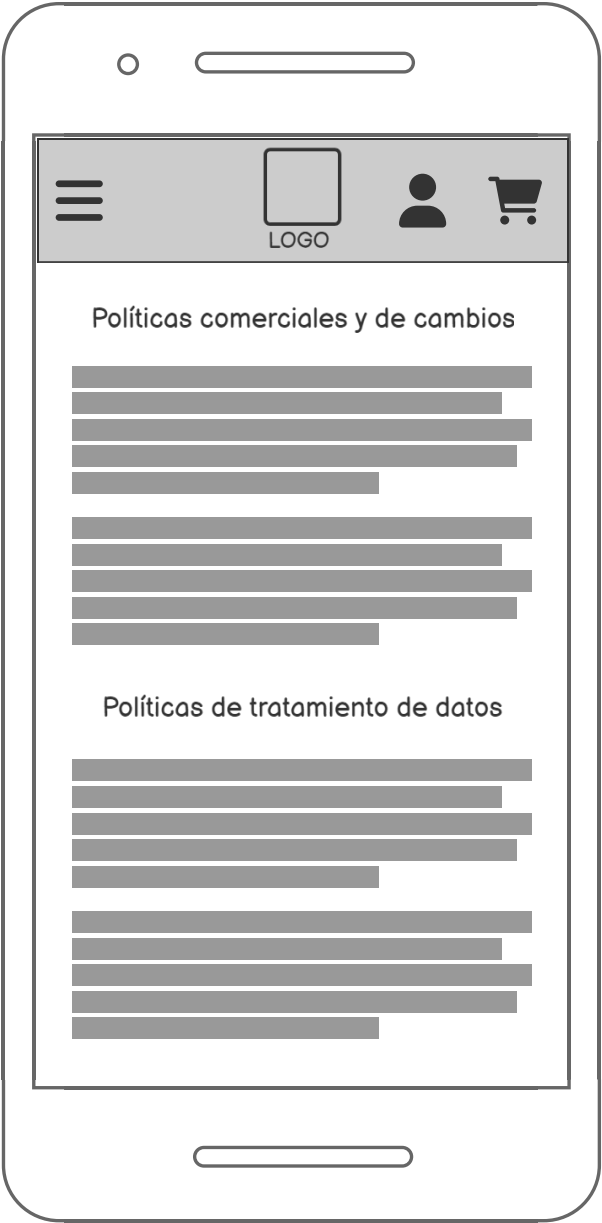 LOGO
Políticas comerciales y de cambios
Políticas de tratamiento de datos